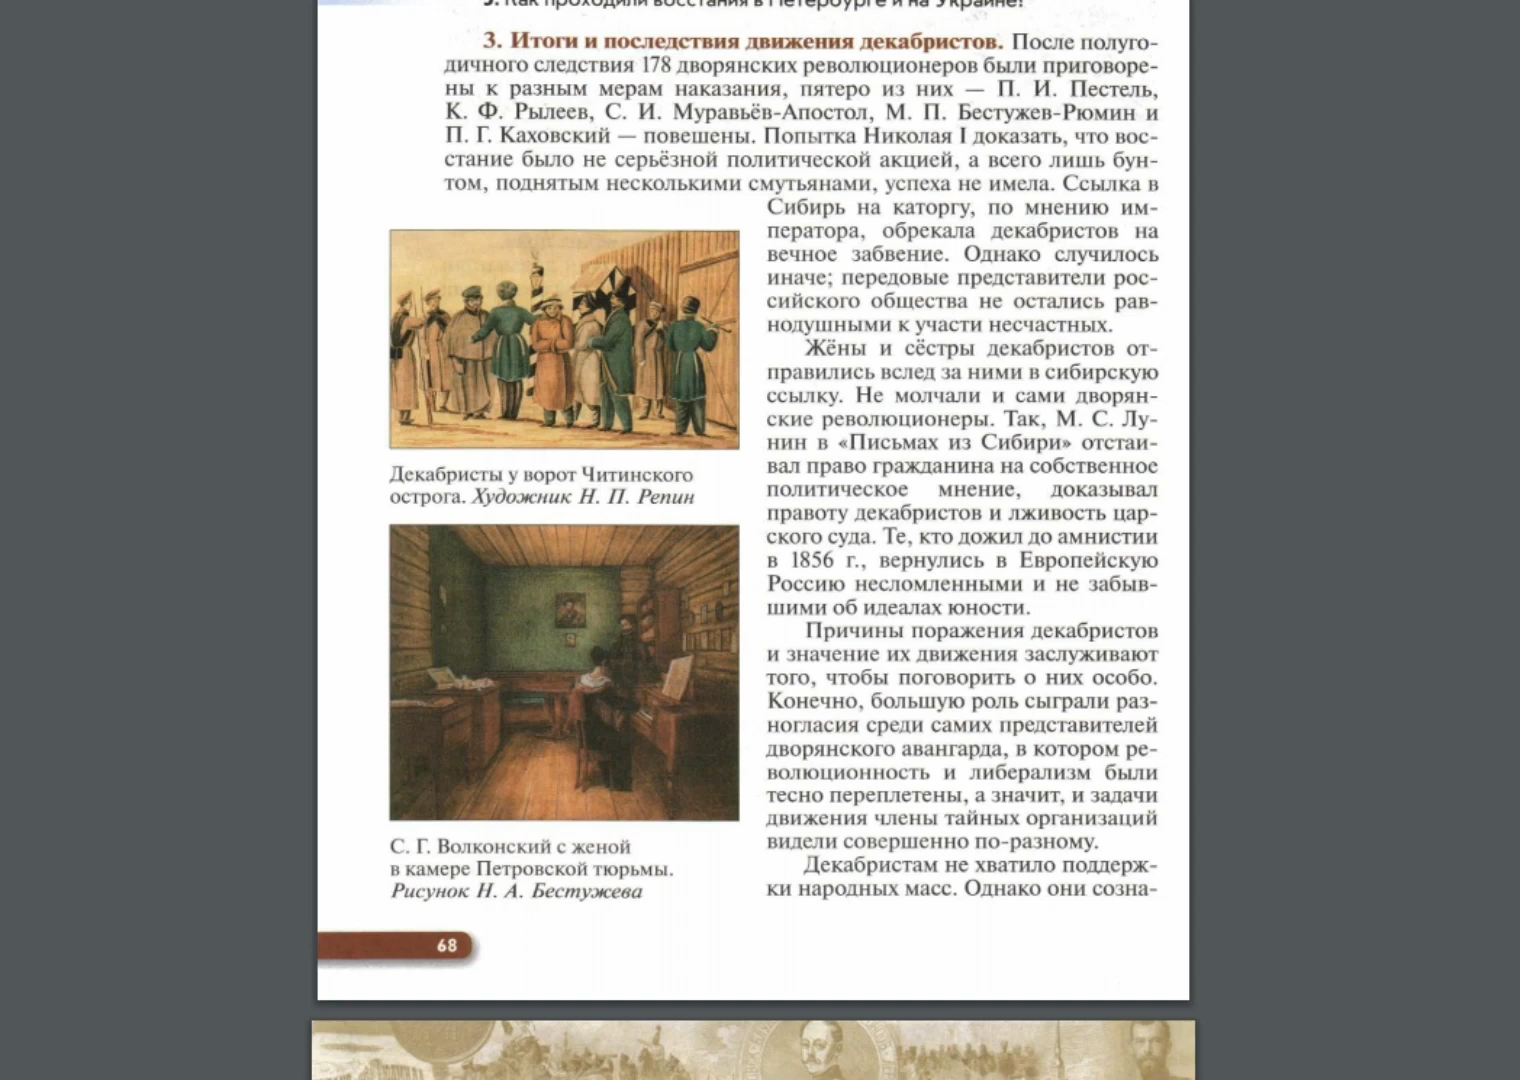 3. Как проходили восстания в Петербурге и на Украине?
3. Итоги и последствия движения декабристов. После полуго-
дичного следствия 178 дворянских революционеров были приговоре-
ны к разным мерам наказания, пятеро из них — П. И. Пестель,
К. Ф. Рылеев, С. И. Муравьёв-Апостол, М. П. Бестужев-Рюмин и
П. Г. Каховский — повешены. Попытка Николая I доказать, что вос-
стание было не серьёзной политической акцией, а всего лишь бун-
том, поднятым несколькими смутьянами, успеха не имела. Ссылка в
Сибирь на каторгу, по мнению им-
ператора, обрекала декабристов на
вечное забвение. Однако случилось
иначе; передовые представители рос-
сийского общества не остались рав-
нодушными к участи несчастных.
Жёны и сёстры декабристов от-
правились вслед за ними в сибирскую
ссылку. Не молчали и сами дворян-
ские революционеры. Так, М. С. Лу-
нин в «Письмах из Сибири» отстаи-
вал право гражданина на собственное
политическое мнение, доказывал
правоту декабристов и лживость цар-
ского суда. Те, кто дожил до амнистии
в 1856 г., вернулись в Европейскую
Россию несломленными и не забыв-
шими об идеалах юности.
Причины поражения декабристов
и значение их движения заслуживают
того, чтобы поговорить о них особо.
Конечно, большую роль сыграли раз-
ногласия среди самих представителей
дворянского авангарда, в котором ре-
волюционность и либерализм были
тесно переплетены, а значит, и задачи
движения члены тайных организаций
видели совершенно по-разному.
Декабристам не хватило поддерж-
ки народных масс. Однако они созна-
Декабристы у ворот Читинского
острога. Художник Н. П. Репин
С. Г. Волконский с женой
в камере Петровской тюрьмы.
Рисунок Н. А. Бестужева
68